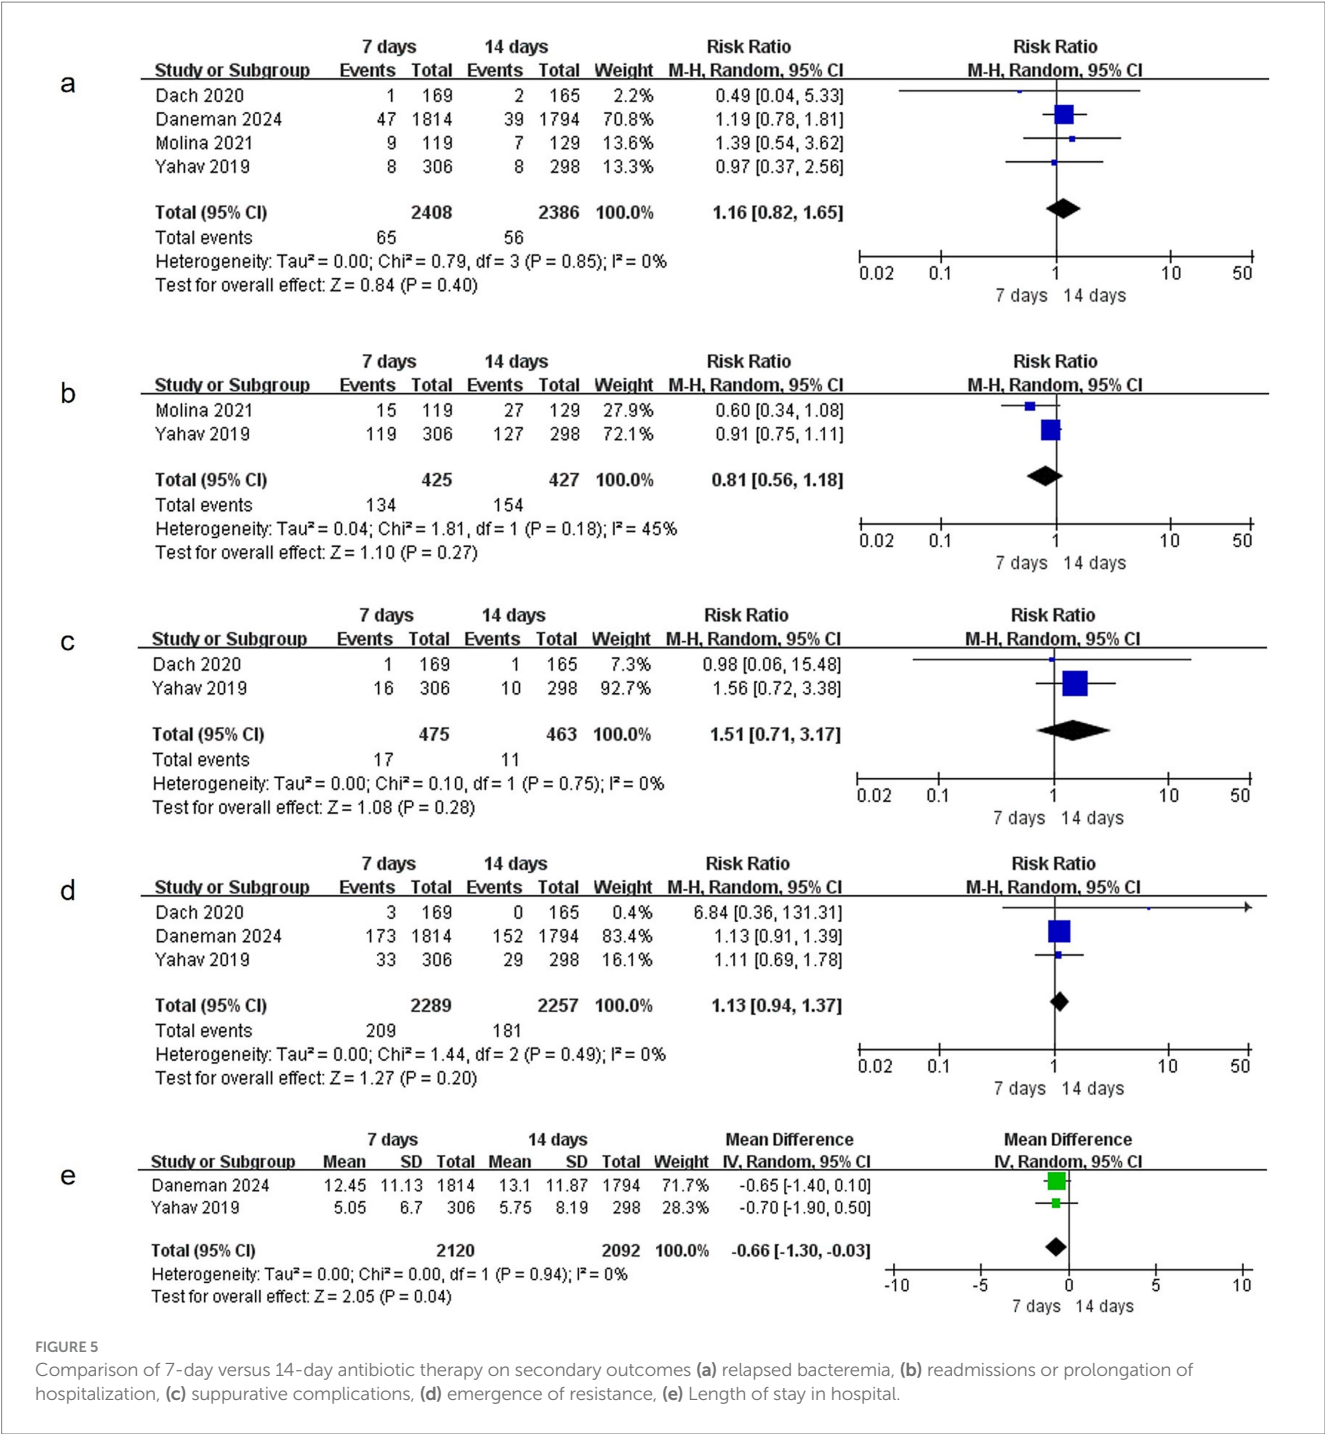 a
7 days 14 days Risk Ratio Risk Ratio
Study or Subgroup Events Total Events Total Weight M-H, Random, 95% CI M-H, Random, 95% CI
Dach 2020 1 169 2 165 2.2% 0.49 [0.04, 5.33]
Daneman 2024 47 1814 39 1794 70.8% 1.19 [0.78, 1.81]
Molina 2021 9 119 7 129 13.6% 1.39 [0.54, 3.62]
Yahav 2019 8 306 8 298 13.3% 0.97 [0.37, 2.56]
Total (95% CI) 2408 2386 100.0% 1.16 [0.82, 1.65]
Total events 65 56
Heterogeneity: Tau² = 0.00; Chi² = 0.79, df = 3 (P = 0.85); I² = 0%
Test for overall effect: Z = 0.84 (P = 0.40)
0.02 0.1 1 10 50
7 days 14 days
b
7 days 14 days Risk Ratio Risk Ratio
Study or Subgroup Events Total Events Total Weight M-H, Random, 95% CI M-H, Random, 95% CI
Molina 2021 15 119 27 129 27.9% 0.60 [0.34, 1.08]
Yahav 2019 119 306 127 298 72.1% 0.91 [0.75, 1.11]
Total (95% CI) 425 427 100.0% 0.81 [0.56, 1.18]
Total events 134 154
Heterogeneity: Tau² = 0.04; Chi² = 1.81, df = 1 (P = 0.18); I² = 45%
Test for overall effect: Z = 1.10 (P = 0.27)
0.02 0.1 1 10 50
7 days 14 days
c
7 days 14 days Risk Ratio Risk Ratio
Study or Subgroup Events Total Events Total Weight M-H, Random, 95% CI M-H, Random, 95% CI
Dach 2020 1 169 1 165 7.3% 0.98 [0.06, 15.48]
Yahav 2019 16 306 10 298 92.7% 1.56 [0.72, 3.38]
Total (95% CI) 475 463 100.0% 1.51 [0.71, 3.17]
Total events 17 11
Heterogeneity: Tau² = 0.00; Chi² = 0.10, df = 1 (P = 0.75); I² = 0%
Test for overall effect: Z = 1.08 (P = 0.28)
0.02 0.1 1 10 50
7 days 14 days
d
7 days 14 days Risk Ratio Risk Ratio
Study or Subgroup Events Total Events Total Weight M-H, Random, 95% CI M-H, Random, 95% CI
Dach 2020 3 169 0 165 0.4% 6.84 [0.36, 131.31]
Daneman 2024 173 1814 152 1794 83.4% 1.13 [0.91, 1.39]
Yahav 2019 33 306 29 298 16.1% 1.11 [0.69, 1.78]
Total (95% CI) 2289 2257 100.0% 1.13 [0.94, 1.37]
Total events 209 181
Heterogeneity: Tau² = 0.00; Chi² = 1.44, df = 2 (P = 0.49); I² = 0%
Test for overall effect: Z = 1.27 (P = 0.20)
0.02 0.1 1 10 50
7 days 14 days
e
7 days 14 days Mean Difference Mean Difference
Study or Subgroup Mean SD Total Mean SD Total Weight IV, Random, 95% CI IV, Random, 95% CI
Daneman 2024 12.45 11.13 1814 13.1 11.87 1794 71.7% -0.65 [-1.40, 0.10]
Yahav 2019 5.05 6.7 306 5.75 8.19 298 28.3% -0.70 [-1.90, 0.50]
Total (95% CI) 2120 2092 100.0% -0.66 [-1.30, -0.03]
Heterogeneity: Tau² = 0.00; Chi² = 0.00, df = 1 (P = 0.94); I² = 0%
Test for overall effect: Z = 2.05 (P = 0.04)
-10 -5 0 5 10
7 days 14 days
FIGURE 5
Comparison of 7-day versus 14-day antibiotic therapy on secondary outcomes (a) relapsed bacteremia, (b) readmissions or prolongation of
hospitalization, (c) suppurative complications, (d) emergence of resistance, (e) Length of stay in hospital.